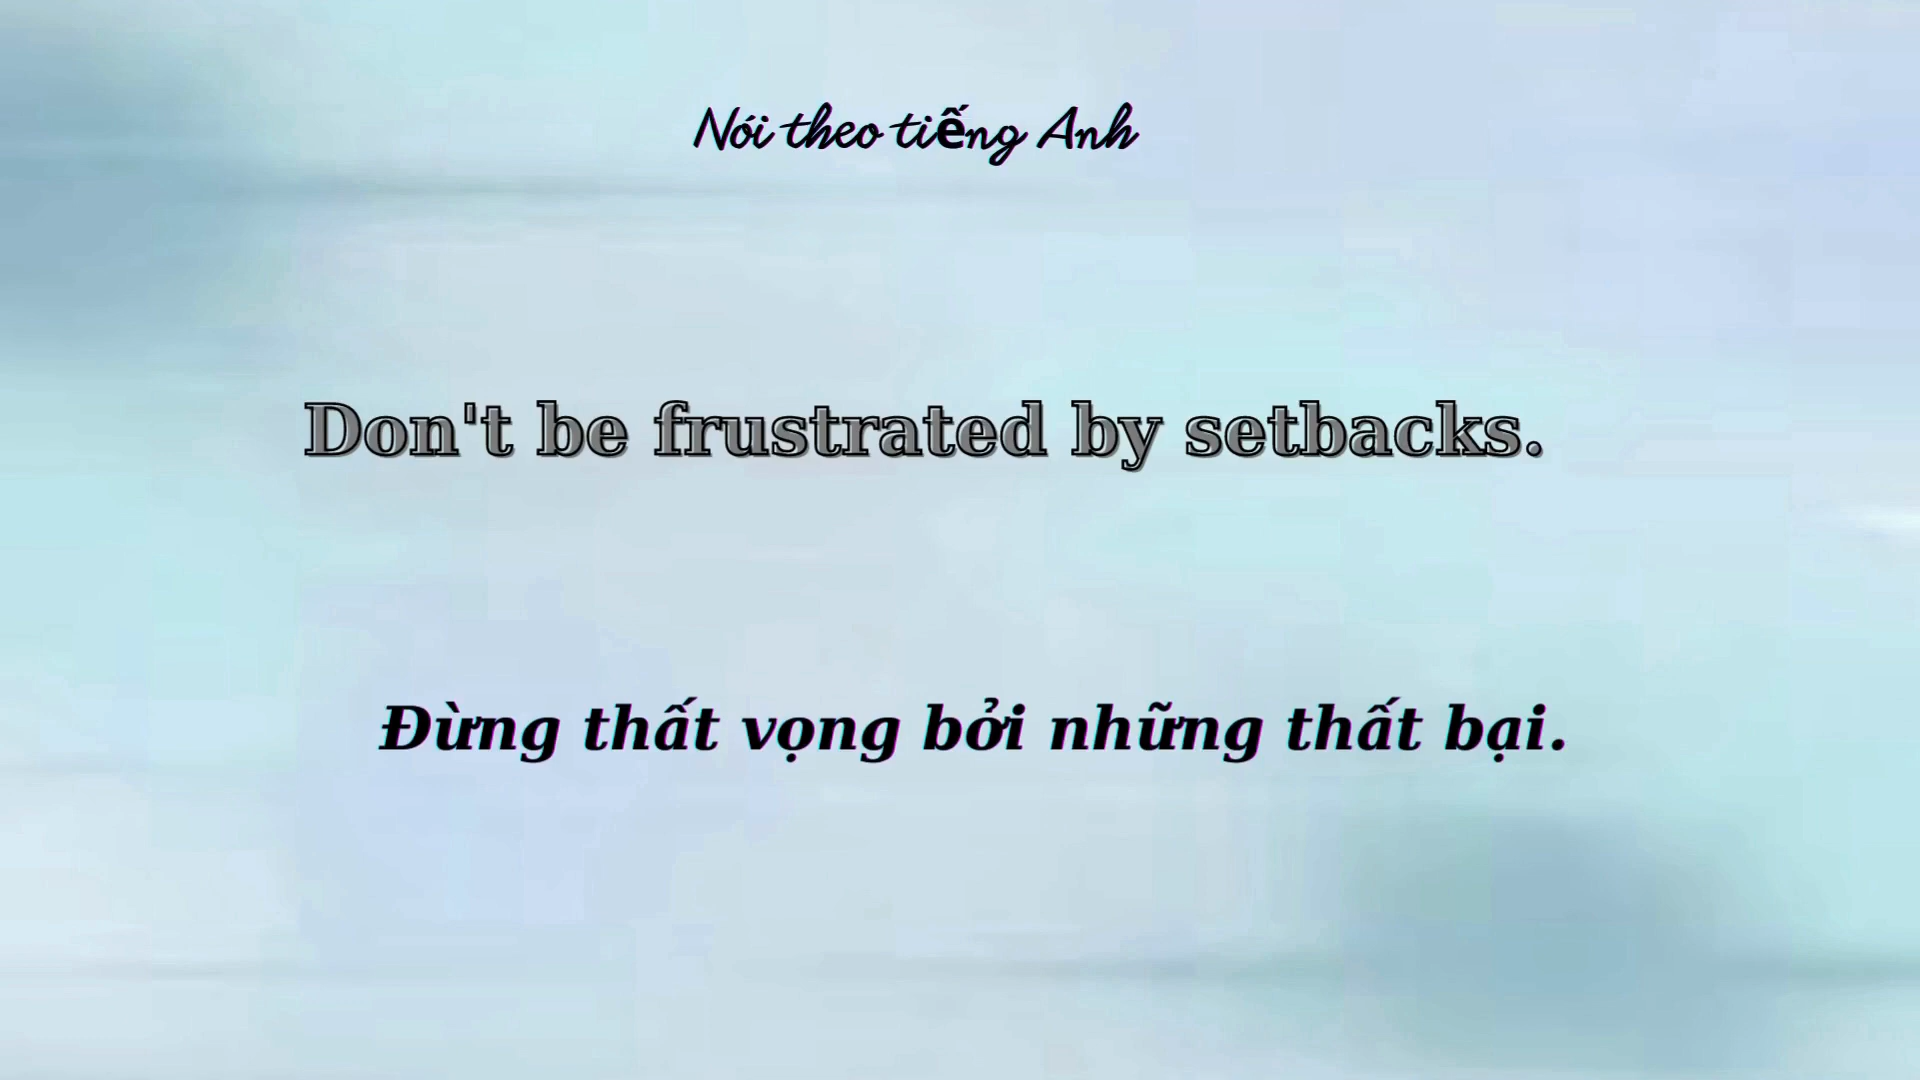 Nói theo tiếng Anh
Don't be frustrated by setbacks.
Đừng thất vọng bởi những thất bại.